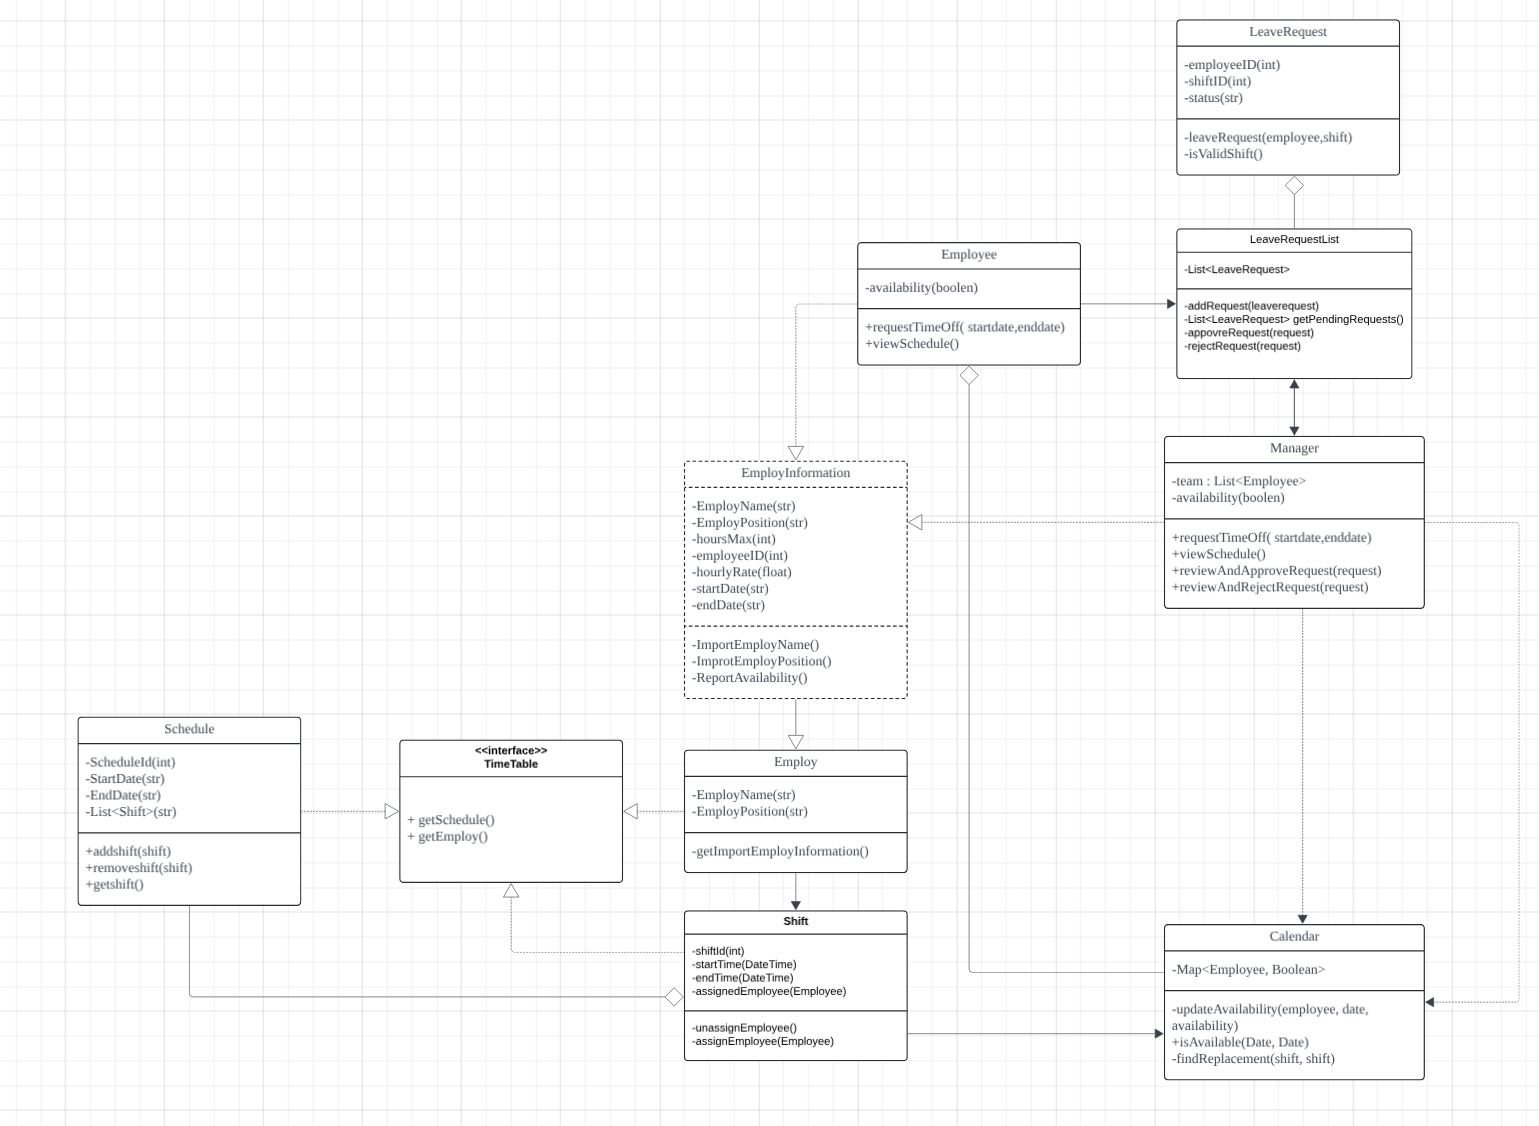 LeaveRequest
-employeeID(int)
-shiftID(int)
-status(str)
-leaveRequest(employee,shift)
-isValidShift()
LeaveRequestList
-List<LeaveRequest>
-addRequest(leaverequest)
-List<LeaveRequest> getPendingRequests()
-appovreRequest(request)
-rejectRequest(request)
Employee
-availability(boolen)
+requestTimeOff( startdate,enddate)
+viewSchedule()
Manager
-team : List<Employee>
-availability(boolen)
+requestTimeOff( startdate,enddate)
+viewSchedule()
+reviewAndApproveRequest(request)
+reviewAndRejectRequest(request)
EmployInformation
-EmployName(str)
-EmployPosition(str)
-hoursMax(int)
-employeeID(int)
-hourlyRate(float)
-startDate(str)
-endDate(str)
-ImportEmployName()
-ImprotEmployPosition()
-ReportAvailability()
Schedule
-ScheduleId(int)
-StartDate(str)
-EndDate(str)
-List<Shift>(str)
+addshift(shift)
+removeshift(shift)
+getshift()
<<interface>>
TimeTable
+ getSchedule()
+ getEmploy()
Employ
-EmployName(str)
-EmployPosition(str)
-getImportEmployInformation()
Shift
-shiftId(int)
-startTime(DateTime)
-endTime(DateTime)
-assignedEmployee(Employee)
-unassignEmployee()
-assignEmployee(Employee)
Calendar
-Map<Employee, Boolean>
-updateAvailability(employee, date,
availability)
+isAvailable(Date, Date)
-findReplacement(shift, shift)